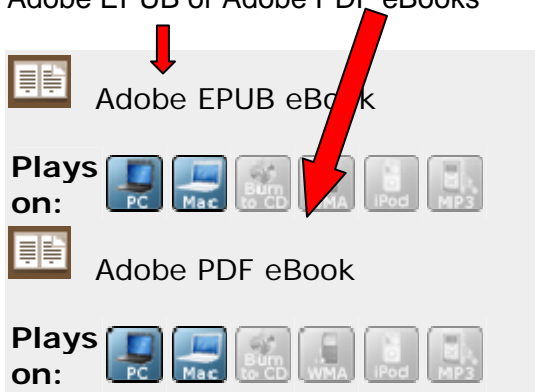 Adobe EPUB or Adobe PDF eBooks
Adobe EPUB eBook
Plays on:
PC Mac Burn to CD WMA iPod MP3
Adobe PDF eBook
Plays on:
PC Mac Burn to CD WMA iPod MP3